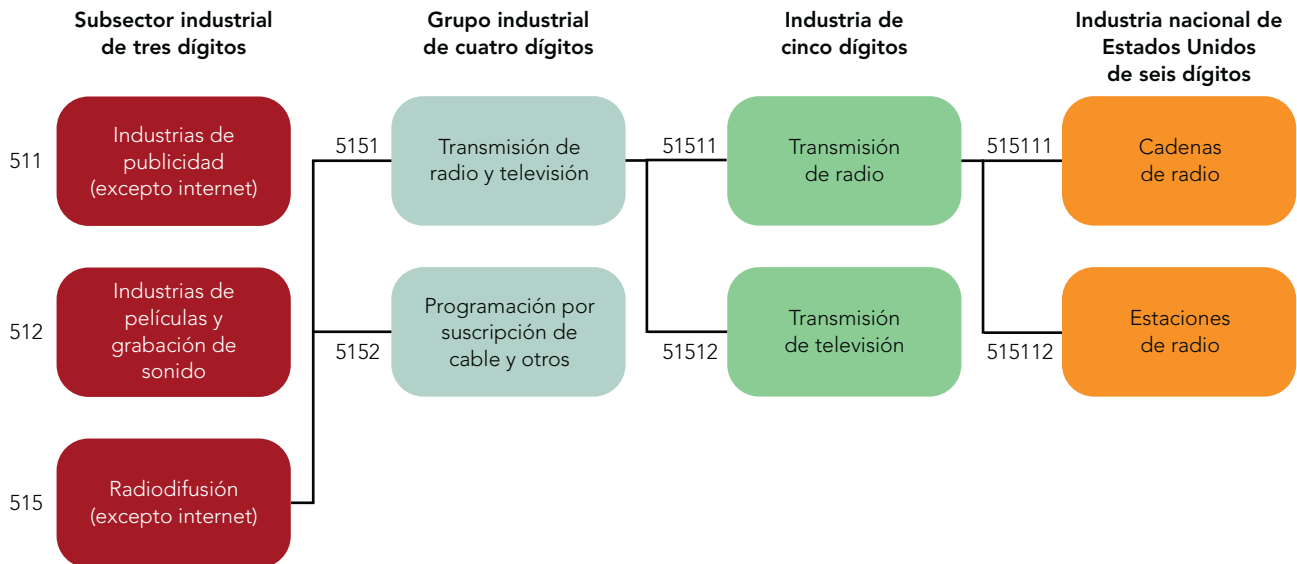 Subsector industrial
de tres dígitos
Grupo industrial
de cuatro dígitos
Industria de
cinco dígitos
Industria nacional de
Estados Unidos
de seis dígitos
511
Industrias de
publicidad
(excepto internet)
5151
Transmisión de
radio y televisión
51511
Transmisión
de radio
515111
Cadenas
de radio
512
Industrias de
películas y
grabación de
sonido
5152
Programación por
suscripción de
cable y otros
51512
Transmisión
de televisión
515112
Estaciones
de radio
515
Radiodifusión
(excepto internet)